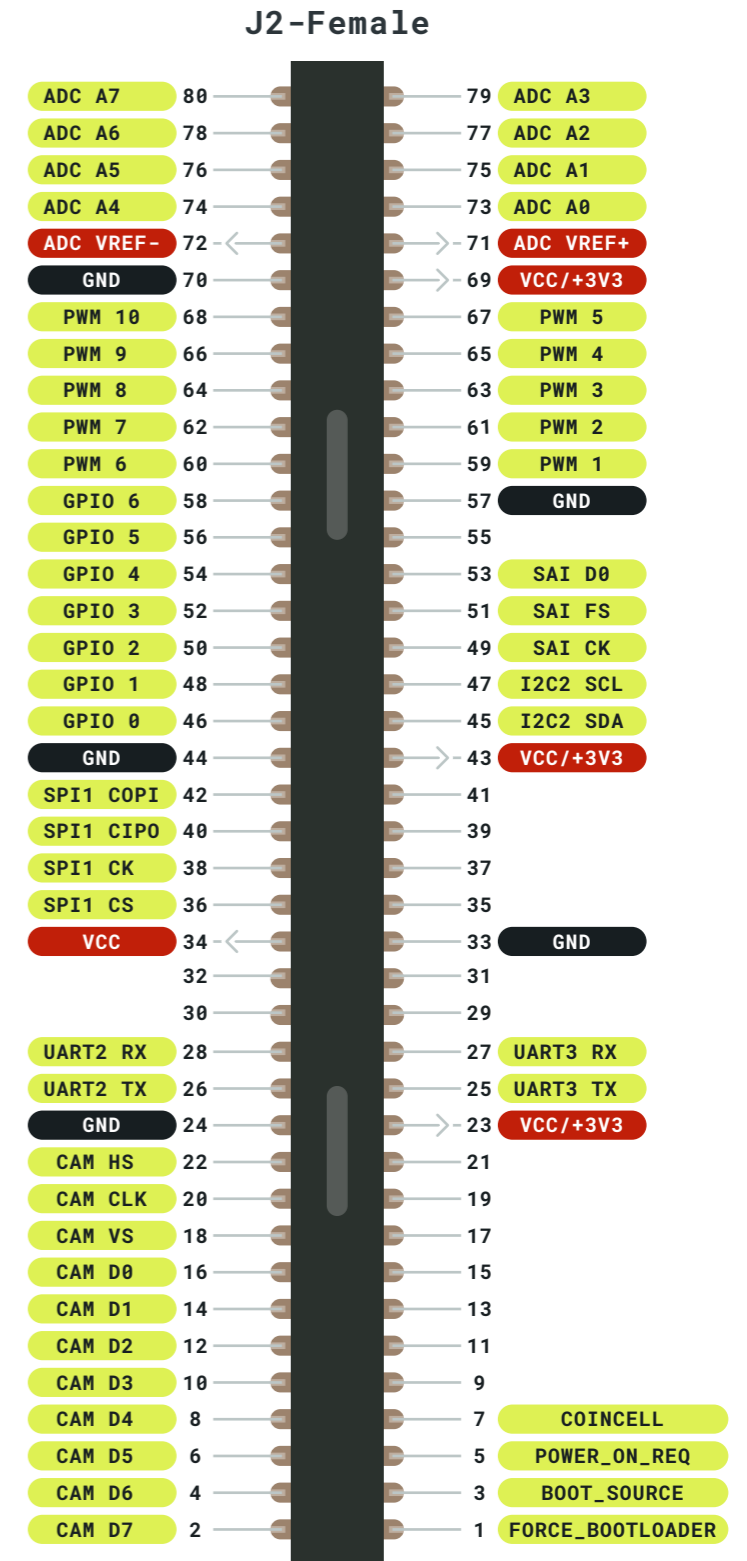 J2-Female
ADC A7 80 79 ADC A3
ADC A6 78 77 ADC A2
ADC A5 76 75 ADC A1
ADC A4 74 73 ADC A0
ADC VREF- 72 71 ADC VREF+
GND 70 69 VCC/+3V3
PWM 10 68 67 PWM 5
PWM 9 66 65 PWM 4
PWM 8 64 63 PWM 3
PWM 7 62 61 PWM 2
PWM 6 60 59 PWM 1
GPIO 6 58 57 GND
GPIO 5 56 55
GPIO 4 54 53 SAI D0
GPIO 3 52 51 SAI FS
GPIO 2 50 49 SAI CK
GPIO 1 48 47 I2C2 SCL
GPIO 0 46 45 I2C2 SDA
GND 44 43 VCC/+3V3
SPI1 COPI 42 41
SPI1 CIPO 40 39
SPI1 CK 38 37
SPI1 CS 36 35
VCC 34 33 GND
32 31
30 29
UART2 RX 28 27 UART3 RX
UART2 TX 26 25 UART3 TX
GND 24 23 VCC/+3V3
CAM HS 22 21
CAM CLK 20 19
CAM VS 18 17
CAM D0 16 15
CAM D1 14 13
CAM D2 12 11
CAM D3 10 9
CAM D4 8 7 COINCELL
CAM D5 6 5 POWER_ON_REQ
CAM D6 4 3 BOOT_SOURCE
CAM D7 2 1 FORCE_BOOTLOADER